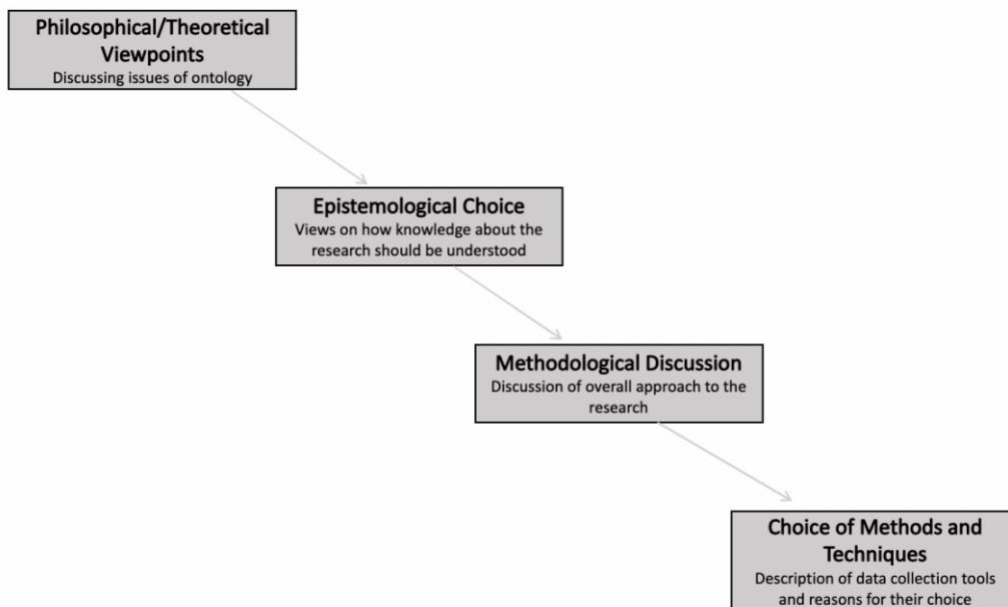 Philosophical/Theoretical
Viewpoints
Discussing issues of ontology
Epistemological Choice
Views on how knowledge about the
research should be understood
Methodological Discussion
Discussion of overall approach to the
research
Choice of Methods and
Techniques
Description of data collection tools
and reasons for their choice